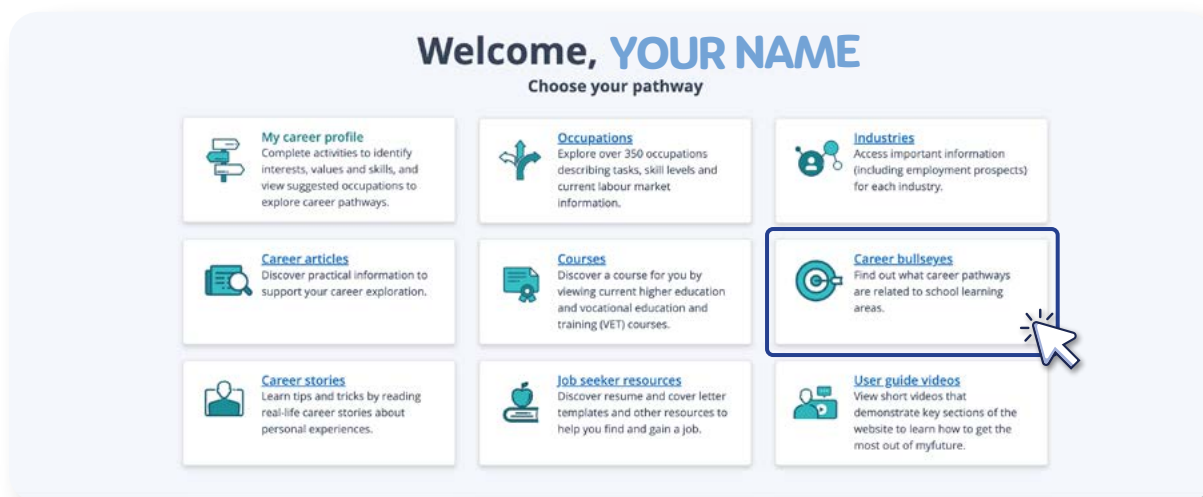 Welcome, YOUR NAME
Choose your pathway
My career profile
Complete activities to identify
interests, values and skills, and
view suggested occupations to
explore career pathways.
Occupations
Explore over 350 occupations
describing tasks, skill levels and
current labour market
information.
Industries
Access important information
(including employment prospects)
for each industry.
Career articles
Discover practical information to
support your career exploration.
Courses
Discover a course for you by
viewing current higher education
and vocational education and
training (VET) courses.
Career bullseyes
Find out what career pathways
are related to school learning
areas.
Career stories
Learn tips and tricks by reading
real-life career stories about
personal experiences.
Job seeker resources
Discover resume and cover letter
templates and other resources to
help you find and gain a job.
User guide videos
View short videos that
demonstrate key sections of the
website to learn how to get the
most out of myfuture.